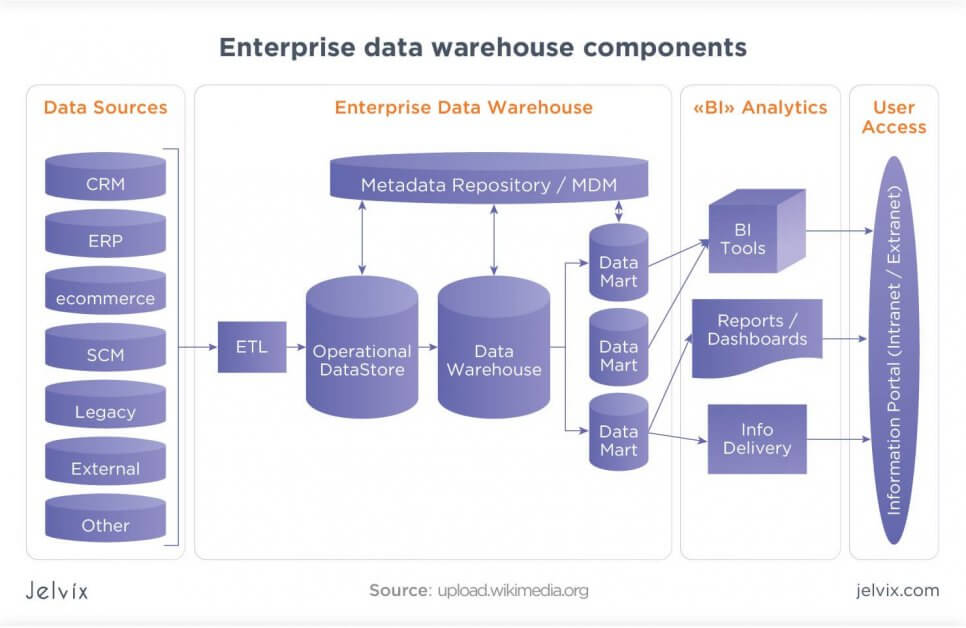 Enterprise data warehouse components
Data Sources
CRM
ERP
ecommerce
SCM
Legacy
External
Other
Enterprise Data Warehouse
Metadata Repository / MDM
ETL
Operational
DataStore
Data
Warehouse
Data
Mart
Data
Mart
Data
Mart
«BI» Analytics
BI
Tools
Reports /
Dashboards
Info
Delivery
User
Access
Information Portal (Intranet / Extranet)
Jelvix
Source: upload.wikimedia.org
jelvix.com